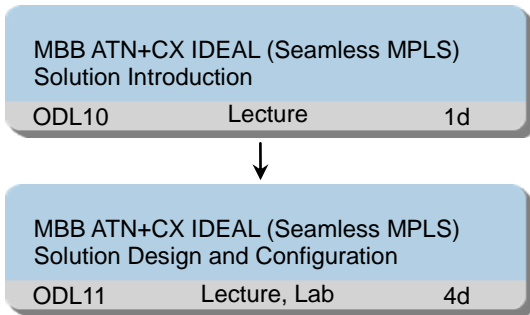 MBB ATN+CX IDEAL (Seamless MPLS)
Solution Introduction
ODL10 Lecture 1d
MBB ATN+CX IDEAL (Seamless MPLS)
Solution Design and Configuration
ODL11 Lecture, Lab 4d